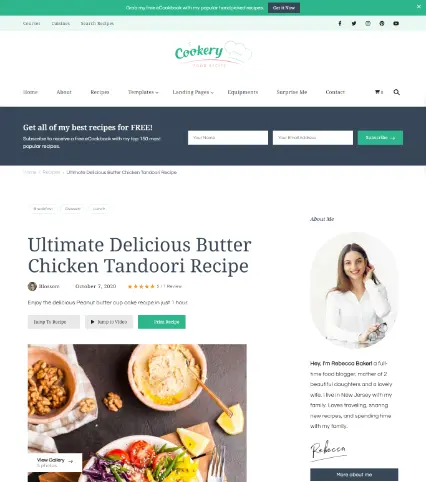 Grab my free eCookbook with my popular handpicked recipes.
Get It Now
Courses
Contact
Search Recipes
Cookery
Home
About
Recipes
Templates
Landing Pages
Equipments
Surprise Me
Contact
0
Get all of my best recipes for FREE!
Subscribe to receive a free eCookbook with my top 150 most
popular recipes.
Your Name
Your Email Address
Subscribe
Home
Recipes
Ultimate Delicious Butter Chicken Tandoori Recipe
Breakfast
Dessert
Lunch
Ultimate Delicious Butter
Chicken Tandoori Recipe
Blossom
October 7, 2020
5 / 1 Review
Enjoy the delicious Peanut butter cup cake recipe in just 1 hour.
Jump To Recipe
Jump to Video
Print Recipe
View Gallery
5 photos
About Me
Hey, I'm Rebecca Baker! a full-
time food blogger, mother of 2
beautiful daughters and a lovely
wife, I live in New Jersey with my
family. Loves traveling, sharing
new recipes, and spending time
with my family.
Rebecca
More about me